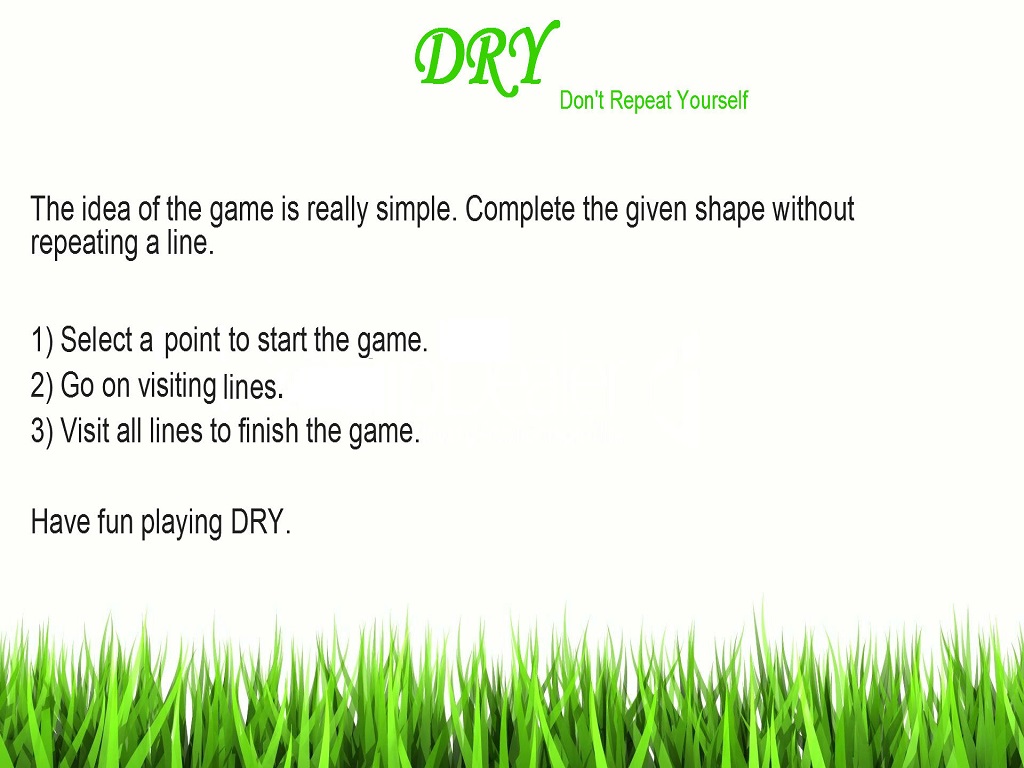 DRY
Don't Repeat Yourself
The idea of the game is really simple. Complete the given shape without
repeating a line.
1) Select a point to start the game.
2) Go on visiting lines.
3) Visit all lines to finish the game.
Have fun playing DRY.